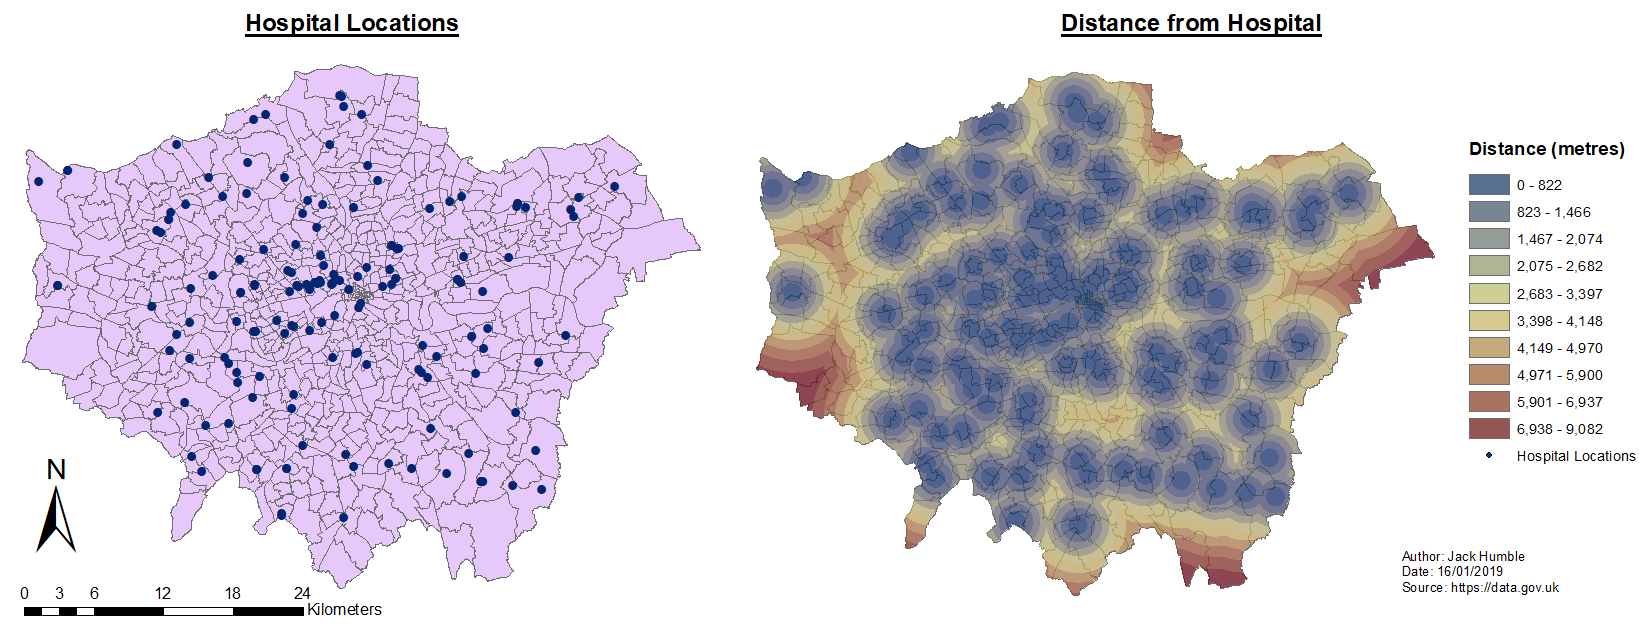 Hospital Locations
Distance from Hospital
Distance (metres)
0 - 822
823 - 1,466
1,467 - 2,074
2,075 - 2,682
2,683 - 3,397
3,398 - 4,148
4,149 - 4,970
4,971 - 5,900
5,901 - 6,937
6,938 - 9,082
Hospital Locations
N
0 3 6 12 18 24
Kilometers
Author: Jack Humble
Date: 16/01/2019
Source: https://data.gov.uk